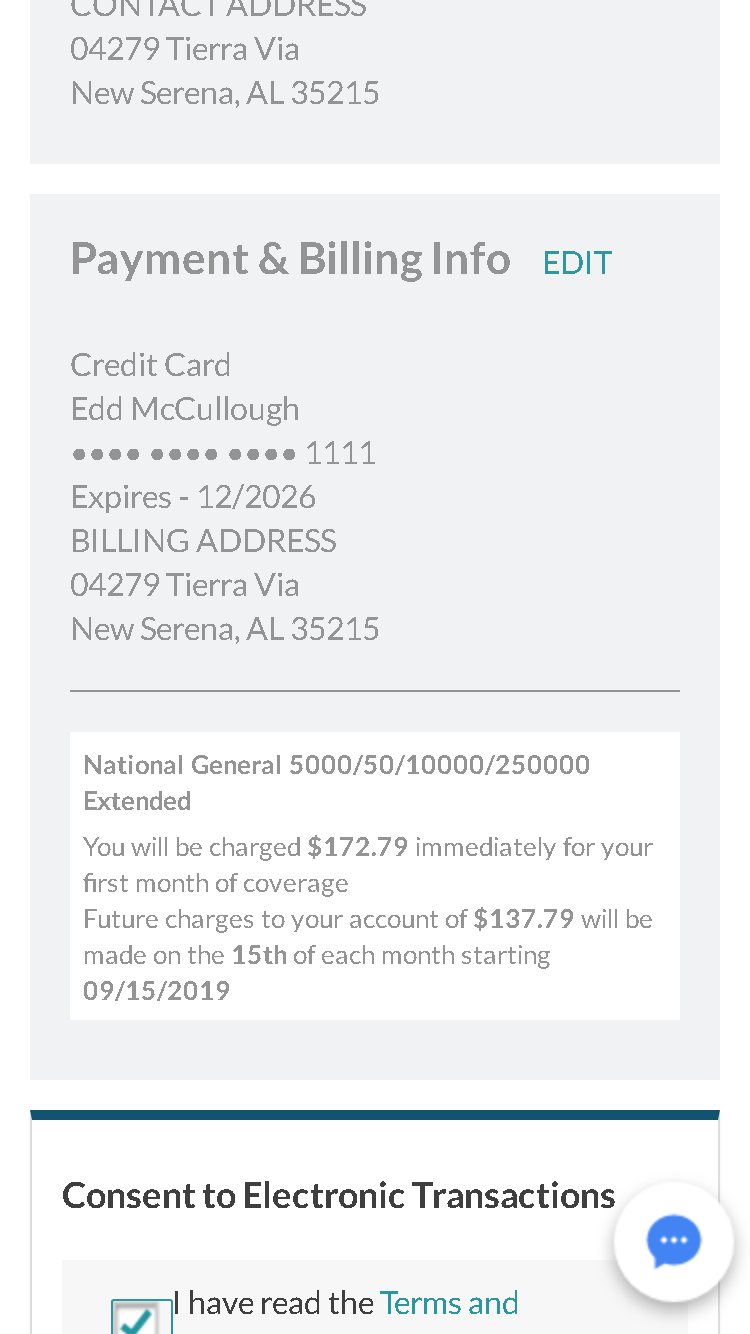 CONTACT ADDRESS
04279 Tierra Via
New Serena, AL 35215
Payment & Billing Info EDIT
Credit Card
Edd McCullough
•••• •••• •••• 1111
Expires - 12/2026
BILLING ADDRESS
04279 Tierra Via
New Serena, AL 35215
National General 5000/50/10000/250000
Extended
You will be charged $172.79 immediately for your
first month of coverage
Future charges to your account of $137.79 will be
made on the 15th of each month starting
09/15/2019
Consent to Electronic Transactions
I have read the Terms and